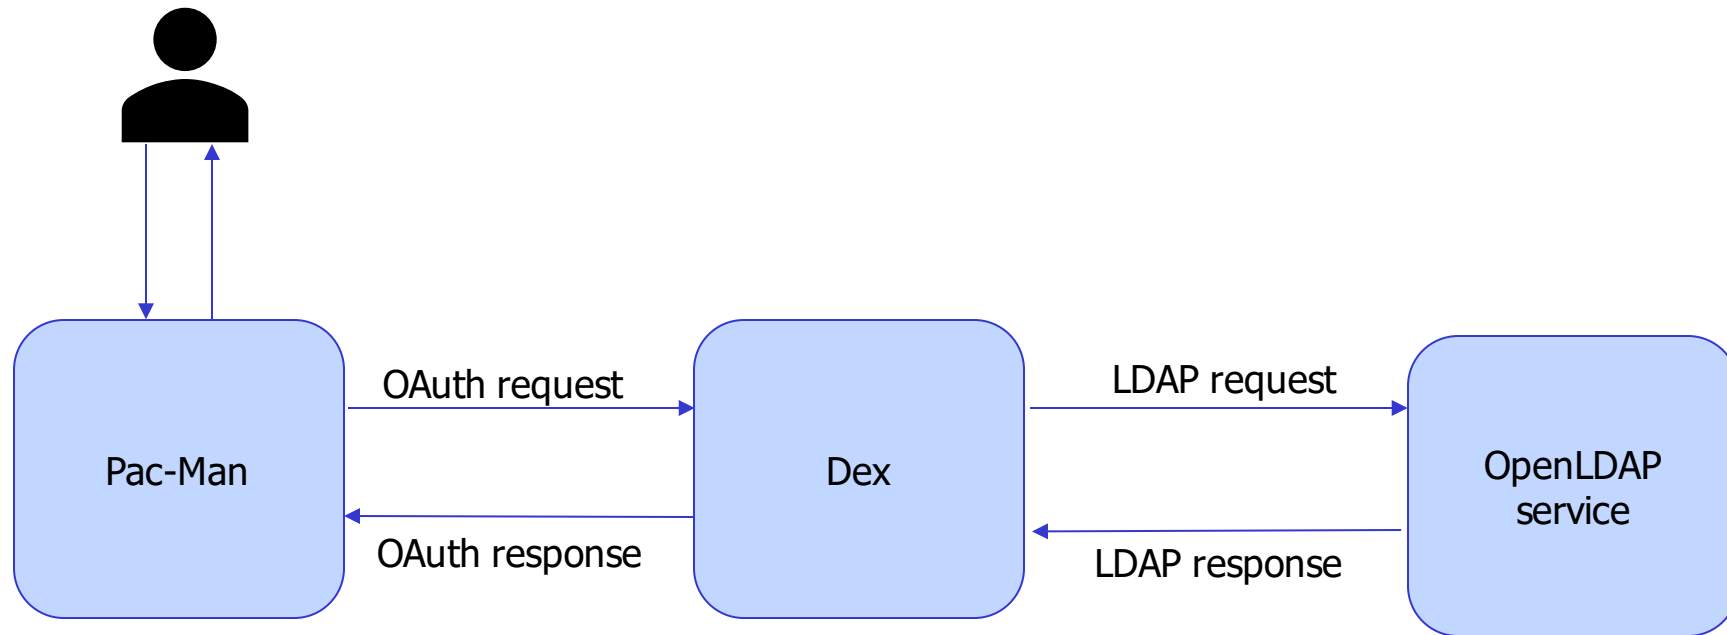 OAuth request
LDAP request
Pac-Man
Dex
OpenLDAP
service
OAuth response
LDAP response